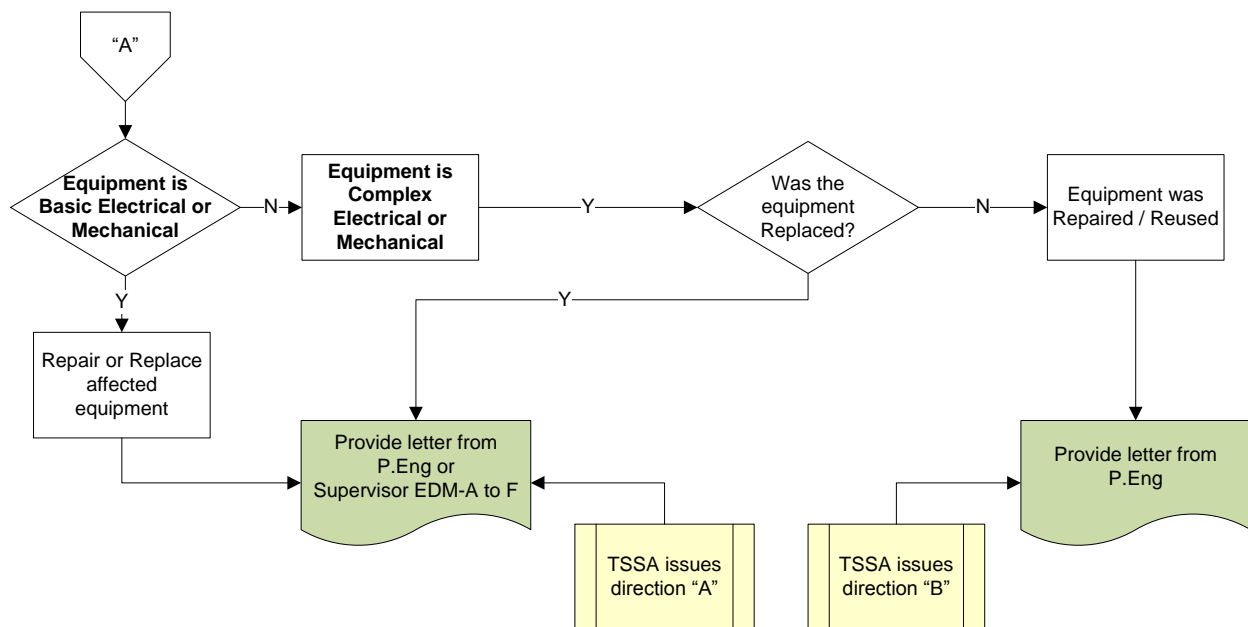 “A”
Equipment is
Basic Electrical or
Mechanical
N
Equipment is
Complex
Electrical or
Mechanical
Y
Was the
equipment
Replaced?
N
Equipment was
Repaired / Reused
Y
Y
Repair or Replace
affected
equipment
Provide letter from
P.Eng or
Supervisor EDM-A to F
Provide letter from
P.Eng
TSSA issues
direction “A”
TSSA issues
direction “B”